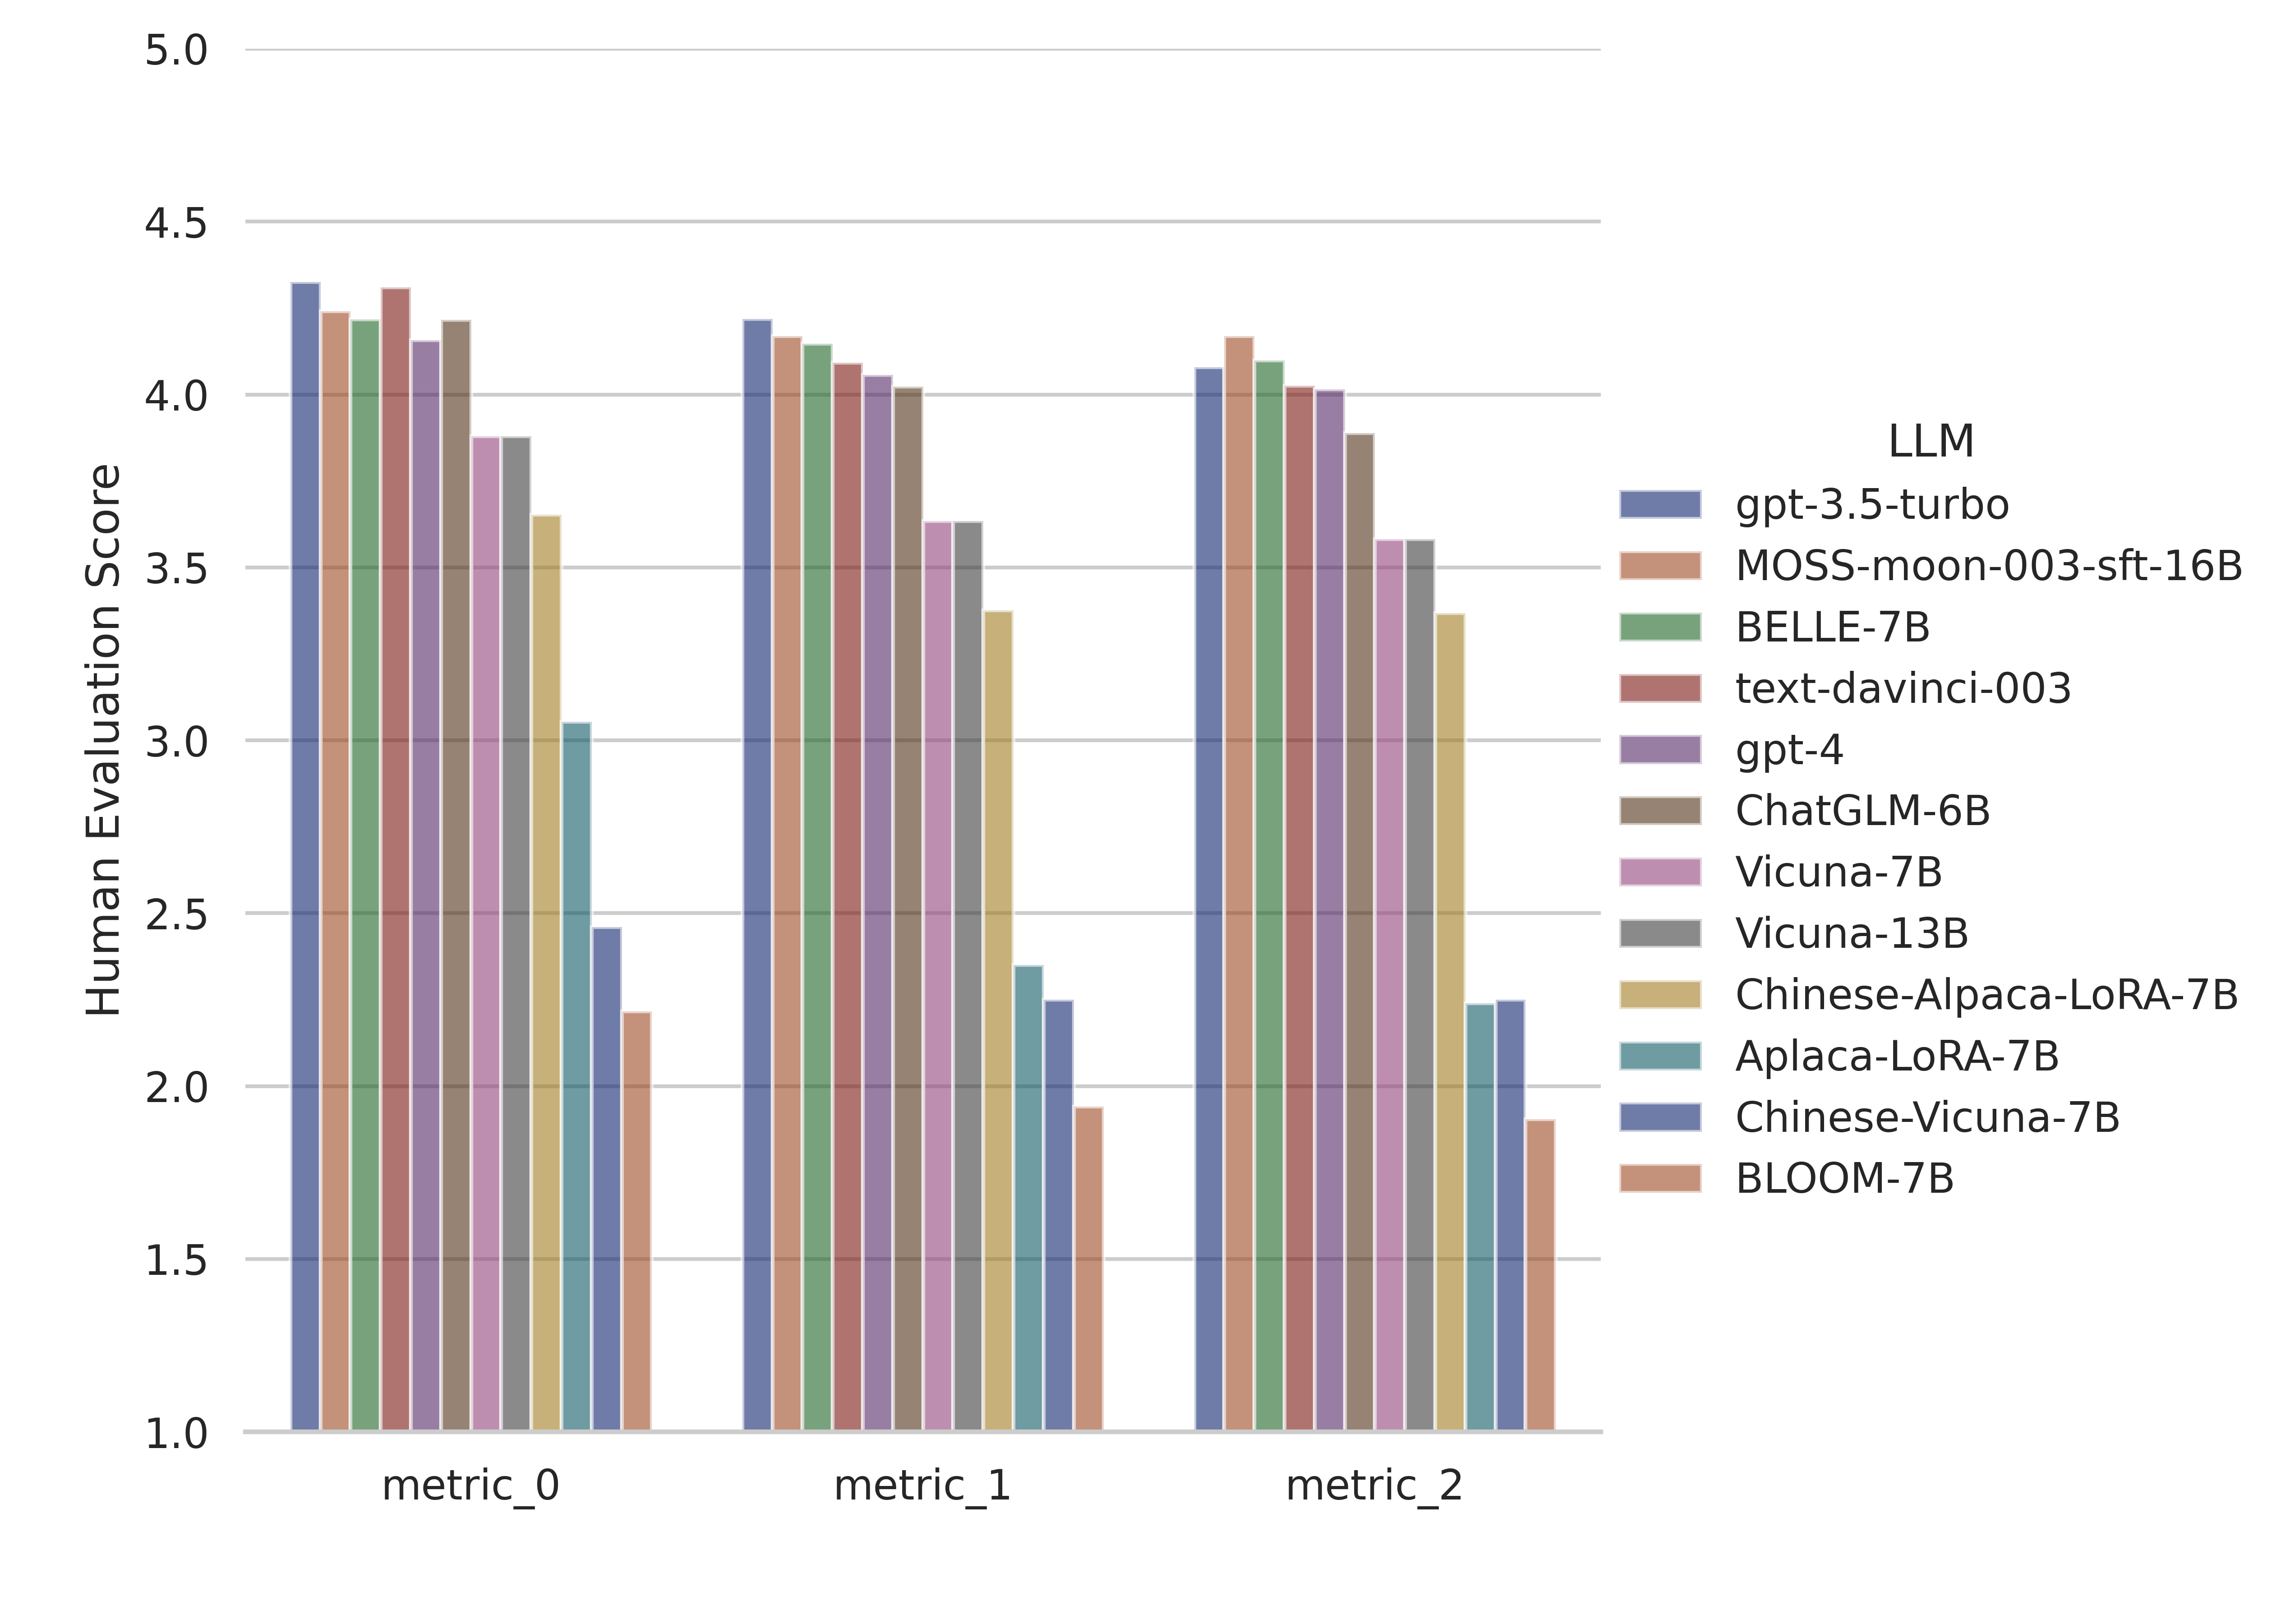 5.0
4.5
4.0
3.5
3.0
2.5
2.0
1.5
1.0
Human Evaluation Score
metric_0
metric_1
metric_2
LLM
gpt-3.5-turbo
MOSS-moon-003-sft-16B
BELLE-7B
text-davinci-003
gpt-4
ChatGLM-6B
Vicuna-7B
Vicuna-13B
Chinese-Alpaca-LoRA-7B
Aplaca-LoRA-7B
Chinese-Vicuna-7B
BLOOM-7B